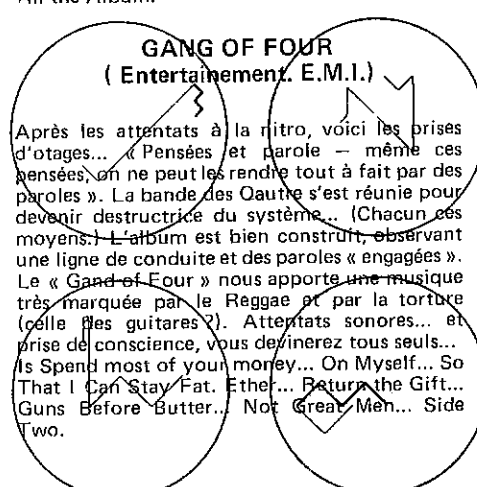 All the Album.
GANG OF FOUR
( Entertainement. E.M.I.)
Après les attentats à la nitro, voici les prises
d'otages... « Pensées et parole — même ces
pensées, on ne peut les rendre tout à fait par des
paroles ». La bande des Qautre s'est réunie pour
devenir destructrice du système... (Chacun ces
moyens.) L'album est bien construit, observant
une ligne de conduite et des paroles « engagées ».
Le « Gand of Four » nous apporte une musique
très marquée par le Reggae et par la torture
(celle des guitares ?). Attentats sonores... et
prise de conscience, vous devinerez tous seuls...
Is Spend most of your money... On Myself... So
That I Can Stay Fat. Ether... Return the Gift...
Guns Before Butter... Not Great Men... Side
Two.